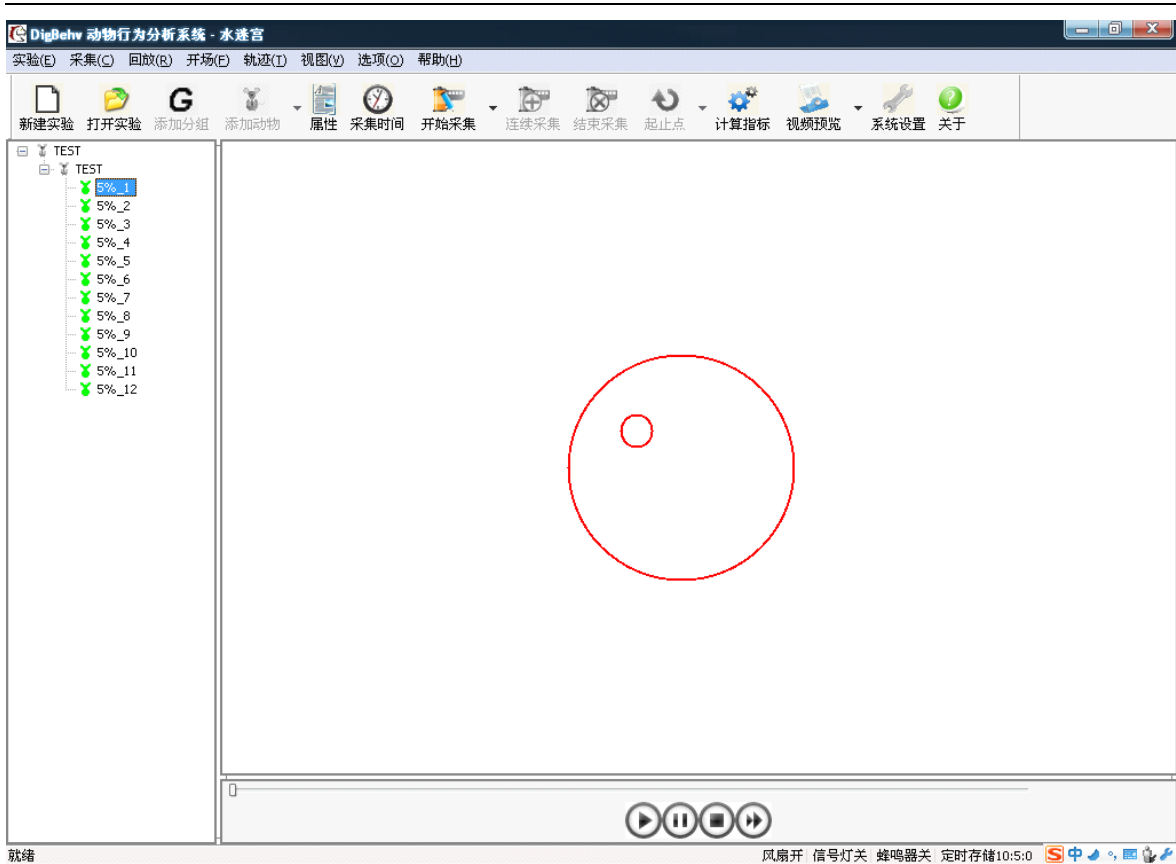 DigBehv 动物行为分析系统 - 水迷宫
实验(E) 采集(C) 回放(R) 开场(F) 轨迹(T) 视图(V) 选项(O) 帮助(H)
新建实验 打开实验 添加分组 添加动物 属性 采集时间 开始采集 连续采集 结束采集 起止点 计算指标 视频预览 系统设置 关于
TEST
TEST
5%_1
5%_2
5%_3
5%_4
5%_5
5%_6
5%_7
5%_8
5%_9
5%_10
5%_11
5%_12
就绪 风扇开 信号灯关 蜂鸣器关 定时存储10:5:0 S 中